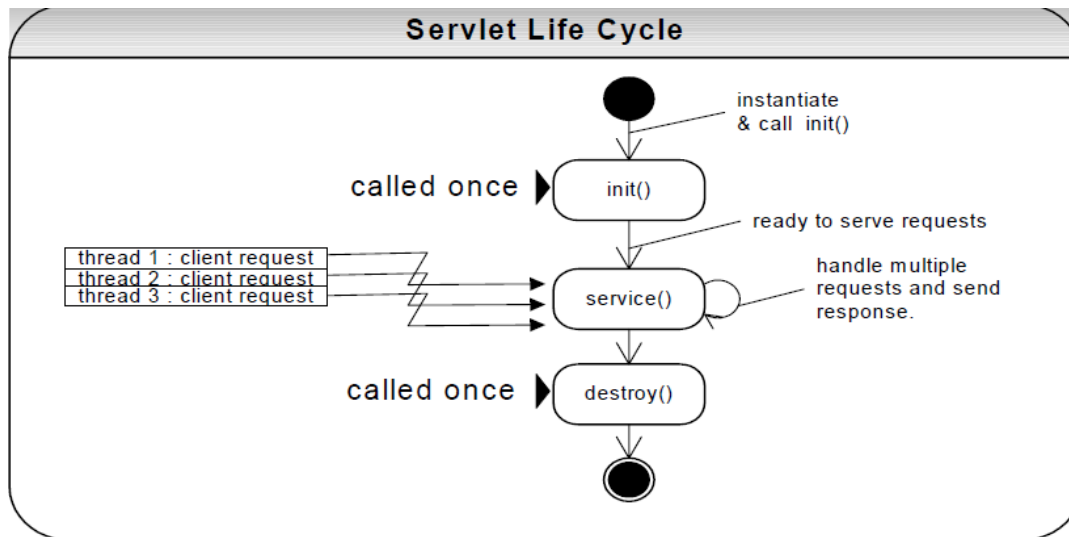 Servlet Life Cycle
instantiate
& call init()
called once
init()
ready to serve requests
thread 1 : client request
thread 2 : client request
thread 3 : client request
service()
handle multiple
requests and send
response.
called once
destroy()